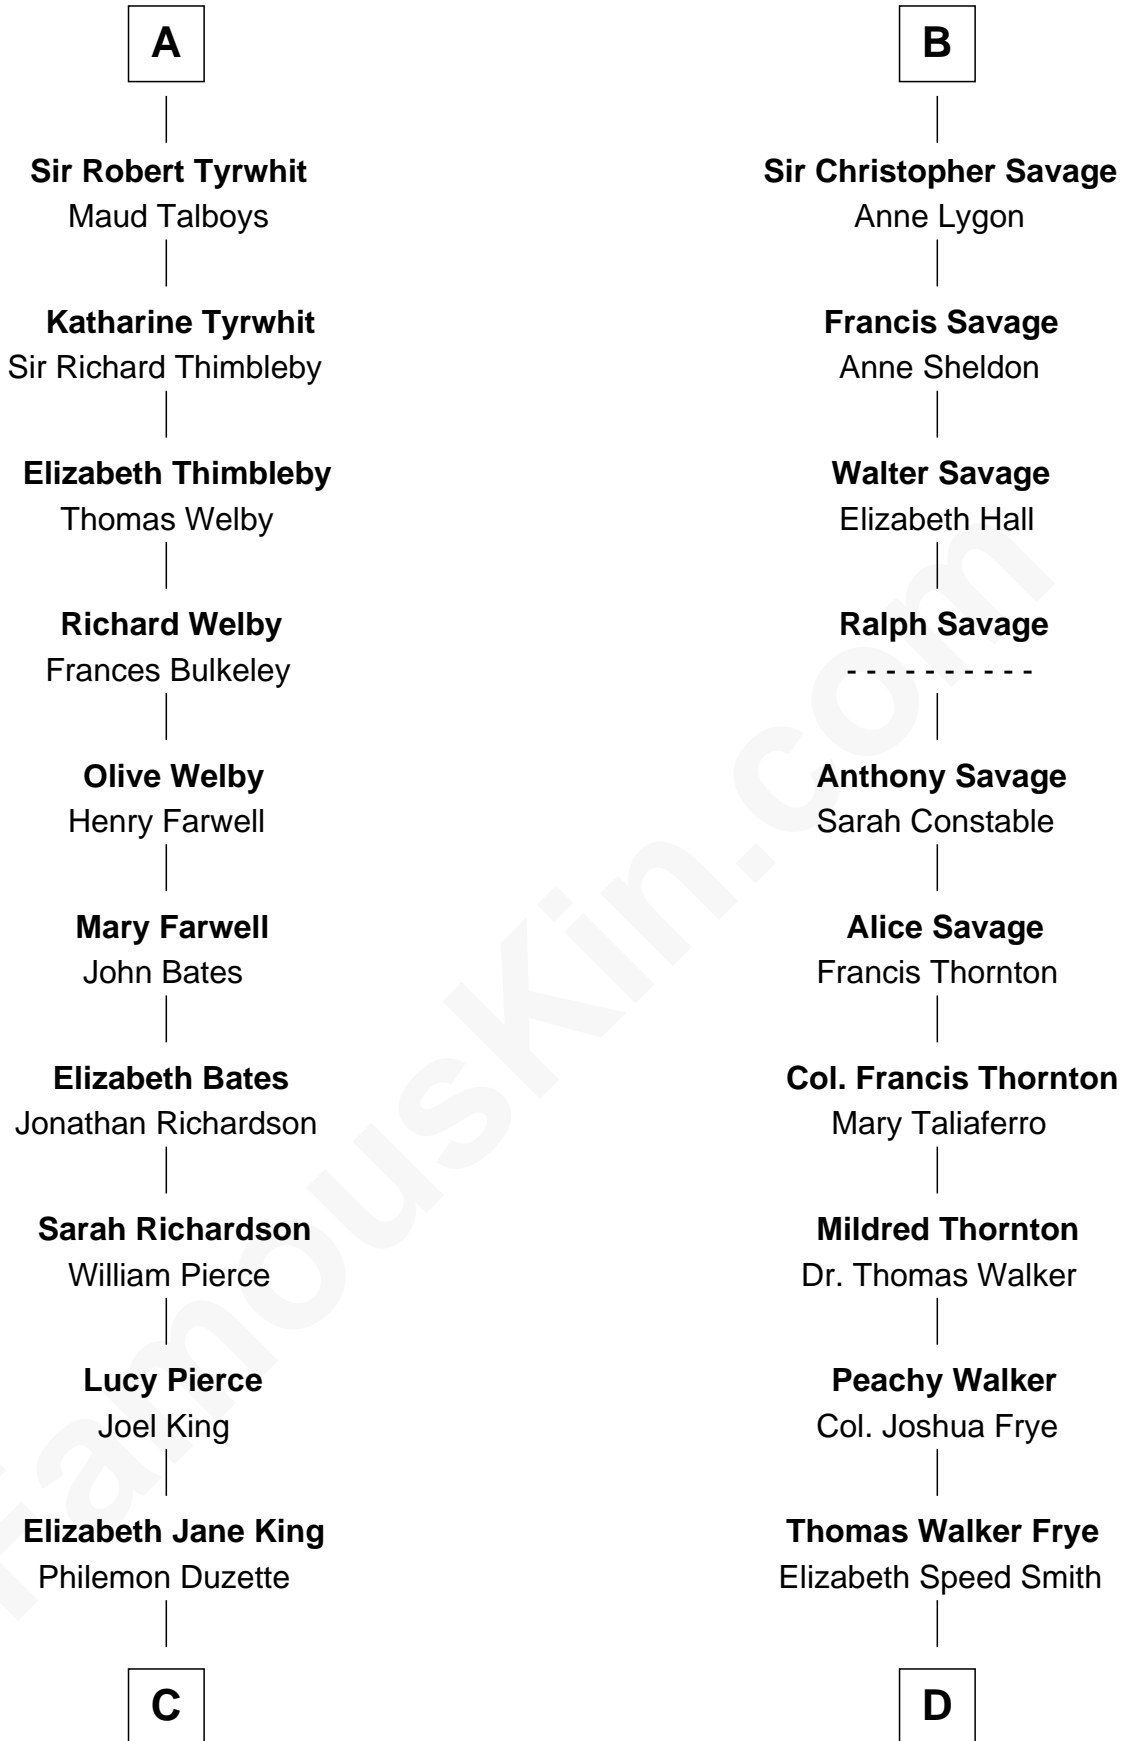 A
Sir Robert Tyrwhit
Maud Talboys
Katharine Tyrwhit
Sir Richard Thimbleby
Elizabeth Thimbleby
Thomas Welby
Richard Welby
Frances Bulkeley
Olive Welby
Henry Farwell
Mary Farwell
John Bates
Elizabeth Bates
Jonathan Richardson
Sarah Richardson
William Pierce
Lucy Pierce
Joel King
Elizabeth Jane King
Philemon Duzette
C
B
Sir Christopher Savage
Anne Lygon
Francis Savage
Anne Sheldon
Walter Savage
Elizabeth Hall
Ralph Savage
- - - - - - - - - -
Anthony Savage
Sarah Constable
Alice Savage
Francis Thornton
Col. Francis Thornton
Mary Taliaferro
Mildred Thornton
Dr. Thomas Walker
Peachy Walker
Col. Joshua Frye
Thomas Walker Frye
Elizabeth Speed Smith
D
FamousKin.com